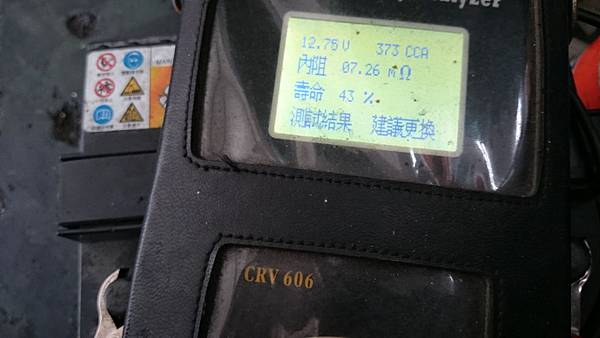 12.75V 373 CCA
內阻 07.26 mΩ
壽命 43 %
測試結果 建議更換
CRV 606